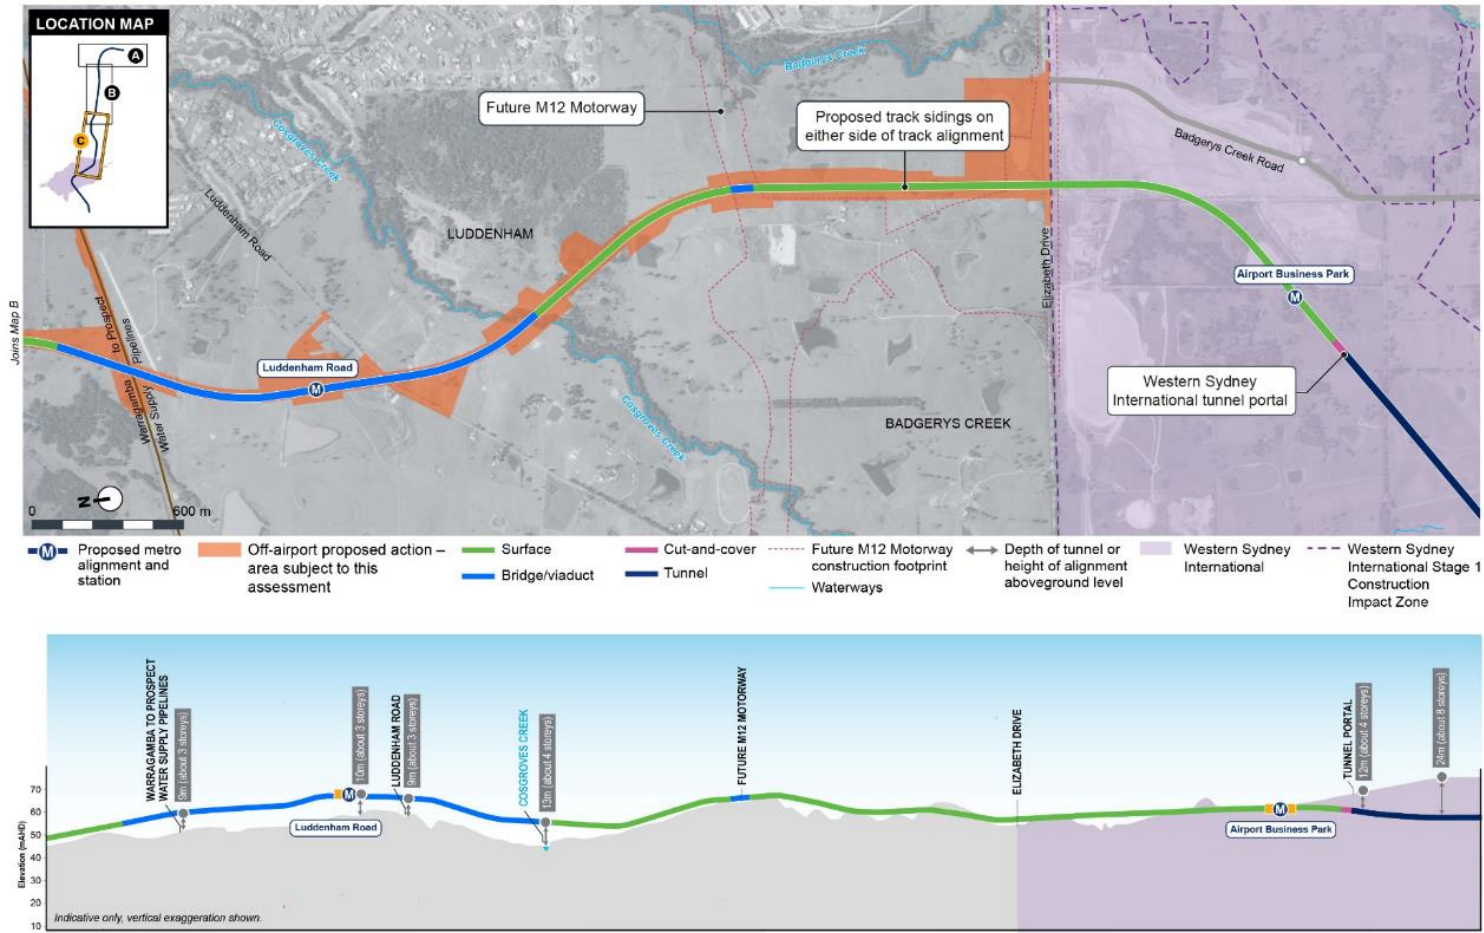 LOCATION MAP
A
B
C
Future M12 Motorway
Badgerys Creek
Proposed track sidings on
either side of track alignment
Cosgroves Creek
Luddenham Road
LUDDENHAM
Badgerys Creek Road
Elizabeth Drive
Airport Business Park
M
Joins Map B
Warragamba to Prospect
Water Supply Pipelines
Luddenham Road
M
Western Sydney
International tunnel portal
Cosgroves Creek
BADGERYS CREEK
N
0 600 m
M Proposed metro
alignment and
station
Off-airport proposed action –
area subject to this
assessment
Surface
Bridge/viaduct
Cut-and-cover
Tunnel
Future M12 Motorway
construction footprint
Waterways
Depth of tunnel or
height of alignment
aboveground level
Western Sydney
International
Western Sydney
International Stage 1
Construction
Impact Zone
WARRAGAMBA TO PROSPECT
WATER SUPPLY PIPELINES
9m (about 3 storeys)
10m (about 3 storeys)
LUDDENHAM ROAD
9m (about 3 storeys)
COSGROVES CREEK
13m (about 4 storeys)
FUTURE M12 MOTORWAY
ELIZABETH DRIVE
TUNNEL PORTAL
12m (about 4 storeys)
24m (about 8 storeys)
M
Luddenham Road
M
Airport Business Park
Elevation (mAHD)
70
60
50
40
30
20
10
Indicative only, vertical exaggeration shown.